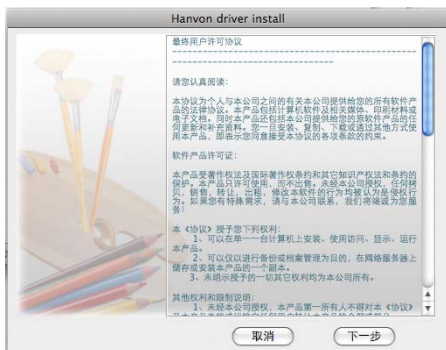 Hanvon driver install
最终用户许可协议
------------------------------------------------------------
----------------------------------------
请您认真阅读:
本协议为个人与本公司之间的有关本公司提供给您的所有软件产
品的法律协议。本产品包括计算机软件及相关媒体、印刷材料或
电子文档。同时本产品还包括本公司提供给您的原软件产品的任
何更新和补充资料。您一旦安装、复制、下载或通过其他方式使
用本产品，即表示您同意接受本协议的各项条款的约束。
软件产品许可证:
本产品受著作权法及国际著作权条约和其它知识产权法和条约的
保护。本产品只许可使用，而不出售。未经本公司授权，任何拷
贝、销售、转让、出租、修改本软件的行为均被认为是侵权行
为。如果您有特殊需求，请与本公司联系，我们将竭诚为您服
务!
本《协议》授予您下列权利:
1、可以在单一一台计算机上安装、使用访问、显示、运行
本产品。
2、可以仅以进行备份或档案管理为目的，在网络服务器上
储存或安装本产品的一个副本。
3、未明示授予的一切其它权利均为本公司所有。
其他权利和限制说明:
1、未经本公司授权，本产品第一所有人不得对本《协议》
取消
下一步